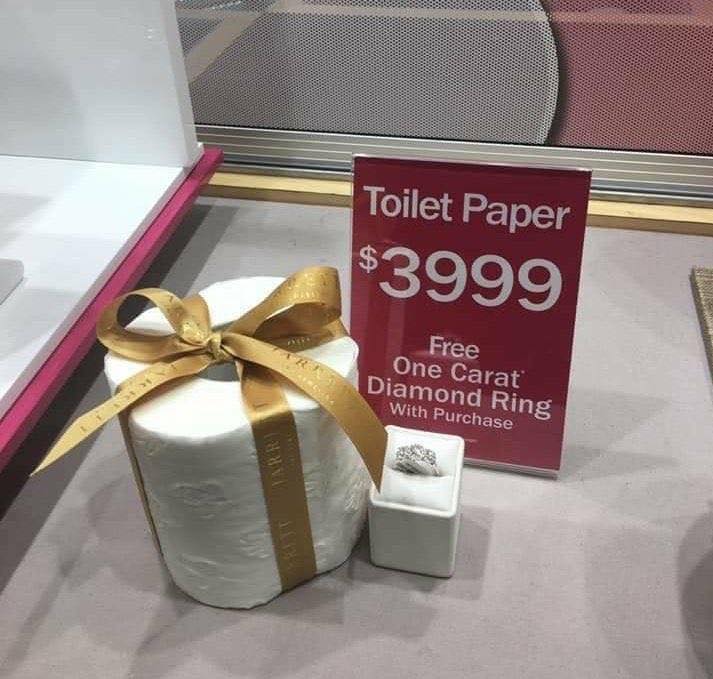 Toilet Paper
$3999
Free
One Carat*
Diamond Ring
With Purchase